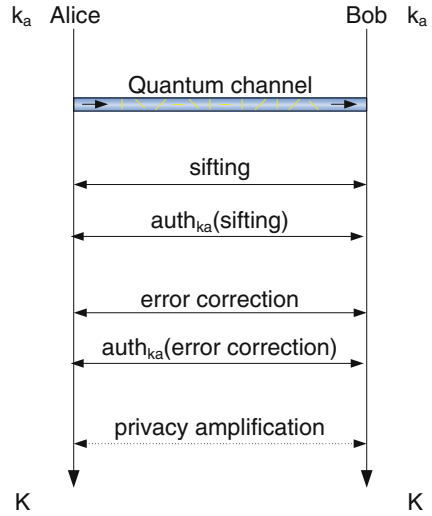 kₐ Alice Bob kₐ
Quantum channel
sifting
authₖₐ(sifting)
error correction
authₖₐ(error correction)
privacy amplification
K K